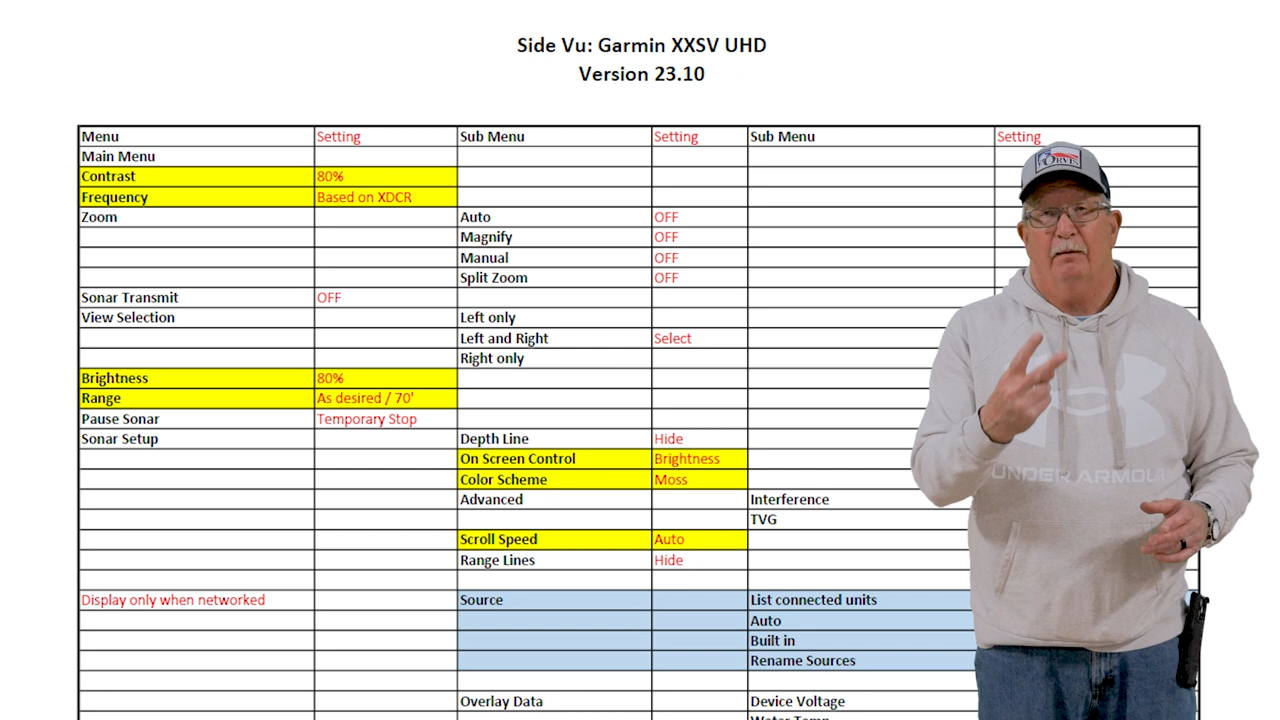 Side Vu: Garmin XXSV UHD
Version 23.10
Menu Setting Sub Menu Setting Sub Menu Setting
Main Menu
Contrast 80%
Frequency Based on XDCR
Zoom Auto OFF
Magnify OFF
Manual OFF
Split Zoom OFF
Sonar Transmit OFF
View Selection Left only
Left and Right Select
Right only
Brightness 80%
Range As desired / 70'
Pause Sonar Temporary Stop
Sonar Setup Depth Line Hide
On Screen Control Brightness
Color Scheme Moss
Advanced Interference
TVG
Scroll Speed Auto
Range Lines Hide
Display only when networked Source List connected units
Auto
Built in
Rename Sources
Overlay Data Device Voltage
Water Temp
ORVIS
UNDER ARMOUR